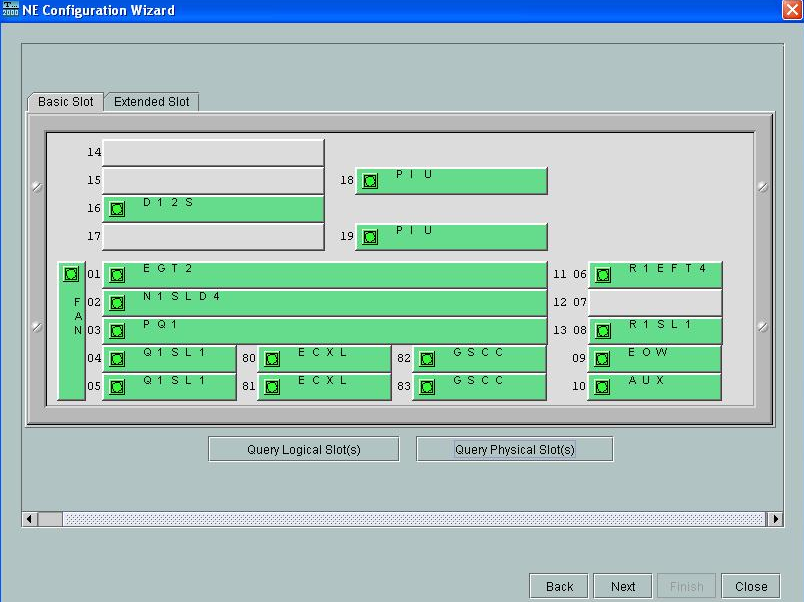 NE Configuration Wizard
Basic Slot Extended Slot
14
15 18 PIU
16 D12S
17 19 PIU
01 EGT2 11 06 R1EFT4
FAN 02 N1SLD4 12 07
03 PQ1 13 08 R1SL1
04 Q1SL1 80 ECXL 82 GSCC 09 EOW
05 Q1SL1 81 ECXL 83 GSCC 10 AUX
Query Logical Slot(s) Query Physical Slot(s)
Back Next Finish Close